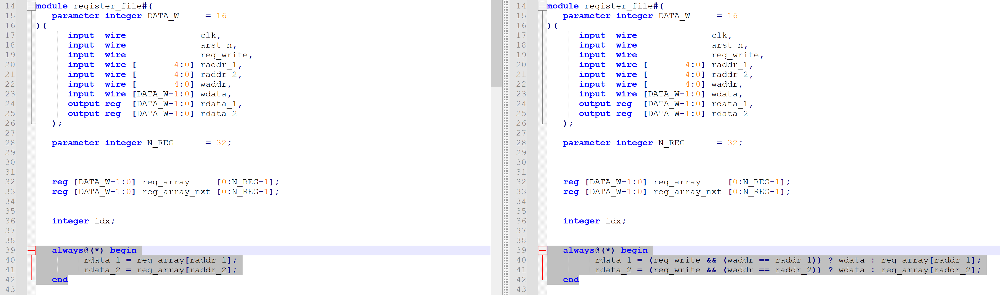 14 module register_file#(
15 parameter integer DATA_W = 16
16 )(
17 input wire clk,
18 input wire arst_n,
19 input wire reg_write,
20 input wire [ 4:0] raddr_1,
21 input wire [ 4:0] raddr_2,
22 input wire [ 4:0] waddr,
23 input wire [DATA_W-1:0] wdata,
24 output reg [DATA_W-1:0] rdata_1,
25 output reg [DATA_W-1:0] rdata_2
26 );
27
28 parameter integer N_REG = 32;
29
30
31
32 reg [DATA_W-1:0] reg_array [0:N_REG-1];
33 reg [DATA_W-1:0] reg_array_nxt [0:N_REG-1];
34
35
36 integer idx;
37
38
39 always@(*) begin
40 rdata_1 = reg_array[raddr_1];
41 rdata_2 = reg_array[raddr_2];
42 end
43
14 module register_file#(
15 parameter integer DATA_W = 16
16 )(
17 input wire clk,
18 input wire arst_n,
19 input wire reg_write,
20 input wire [ 4:0] raddr_1,
21 input wire [ 4:0] raddr_2,
22 input wire [ 4:0] waddr,
23 input wire [DATA_W-1:0] wdata,
24 output reg [DATA_W-1:0] rdata_1,
25 output reg [DATA_W-1:0] rdata_2
26 );
27
28 parameter integer N_REG = 32;
29
30
31
32 reg [DATA_W-1:0] reg_array [0:N_REG-1];
33 reg [DATA_W-1:0] reg_array_nxt [0:N_REG-1];
34
35
36 integer idx;
37
38
39 always@(*) begin
40 rdata_1 = (reg_write && (waddr == raddr_1)) ? wdata : reg_array[raddr_1];
41 rdata_2 = (reg_write && (waddr == raddr_2)) ? wdata : reg_array[raddr_2];
42 end
43